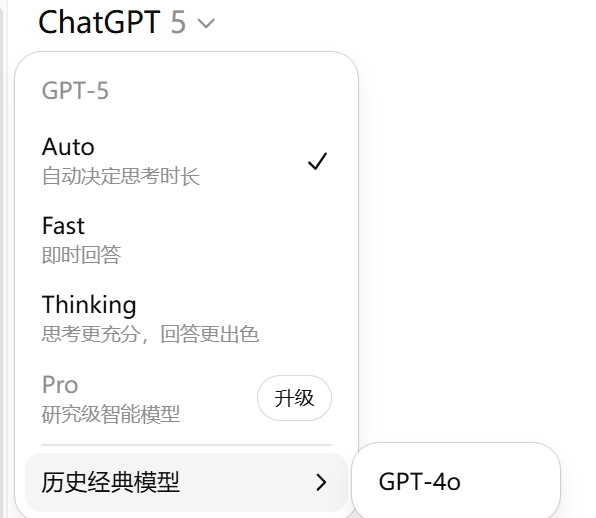 ChatGPT 5
GPT-5
Auto
自动决定思考时长
Fast
即时回答
Thinking
思考更充分，回答更出色
Pro
研究级智能模型
升级
历史经典模型
GPT-4o